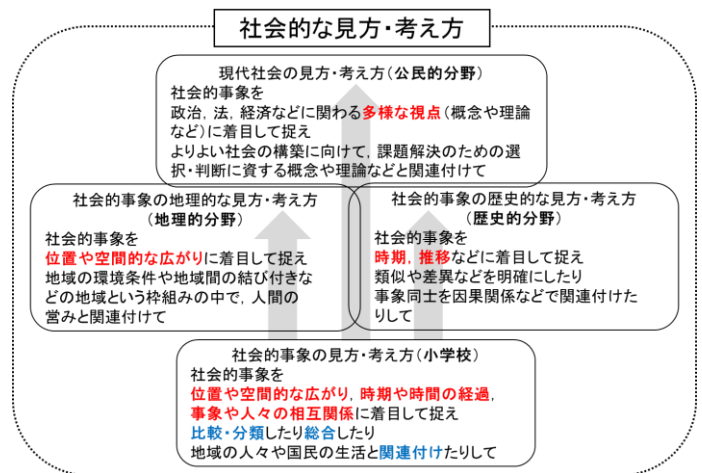 社会的な見方・考え方
現代社会の見方・考え方(公民的分野)
社会的事象を
政治, 法, 経済などに関わる多様な視点(概念や理論
など)に着目して捉え
よりよい社会の構築に向けて, 課題解決のための選
択・判断に資する概念や理論などと関連付けて
社会的事象の地理的な見方・考え方
(地理的分野)
社会的事象を
位置や空間的な広がりに着目して捉え
地域の環境条件や地域間の結び付きな
どの地域という枠組みの中で, 人間の
営みと関連付けて
社会的事象の歴史的な見方・考え方
(歴史的分野)
社会的事象を
時期, 推移などに着目して捉え
類似や差異などを明確にしたり
事象同士を因果関係などで関連付けた
りして
社会的事象の見方・考え方(小学校)
社会的事象を
位置や空間的な広がり, 時期や時間の経過,
事象や人々の相互関係に着目して捉え
比較・分類したり総合したり
地域の人々や国民の生活と関連付けたりして